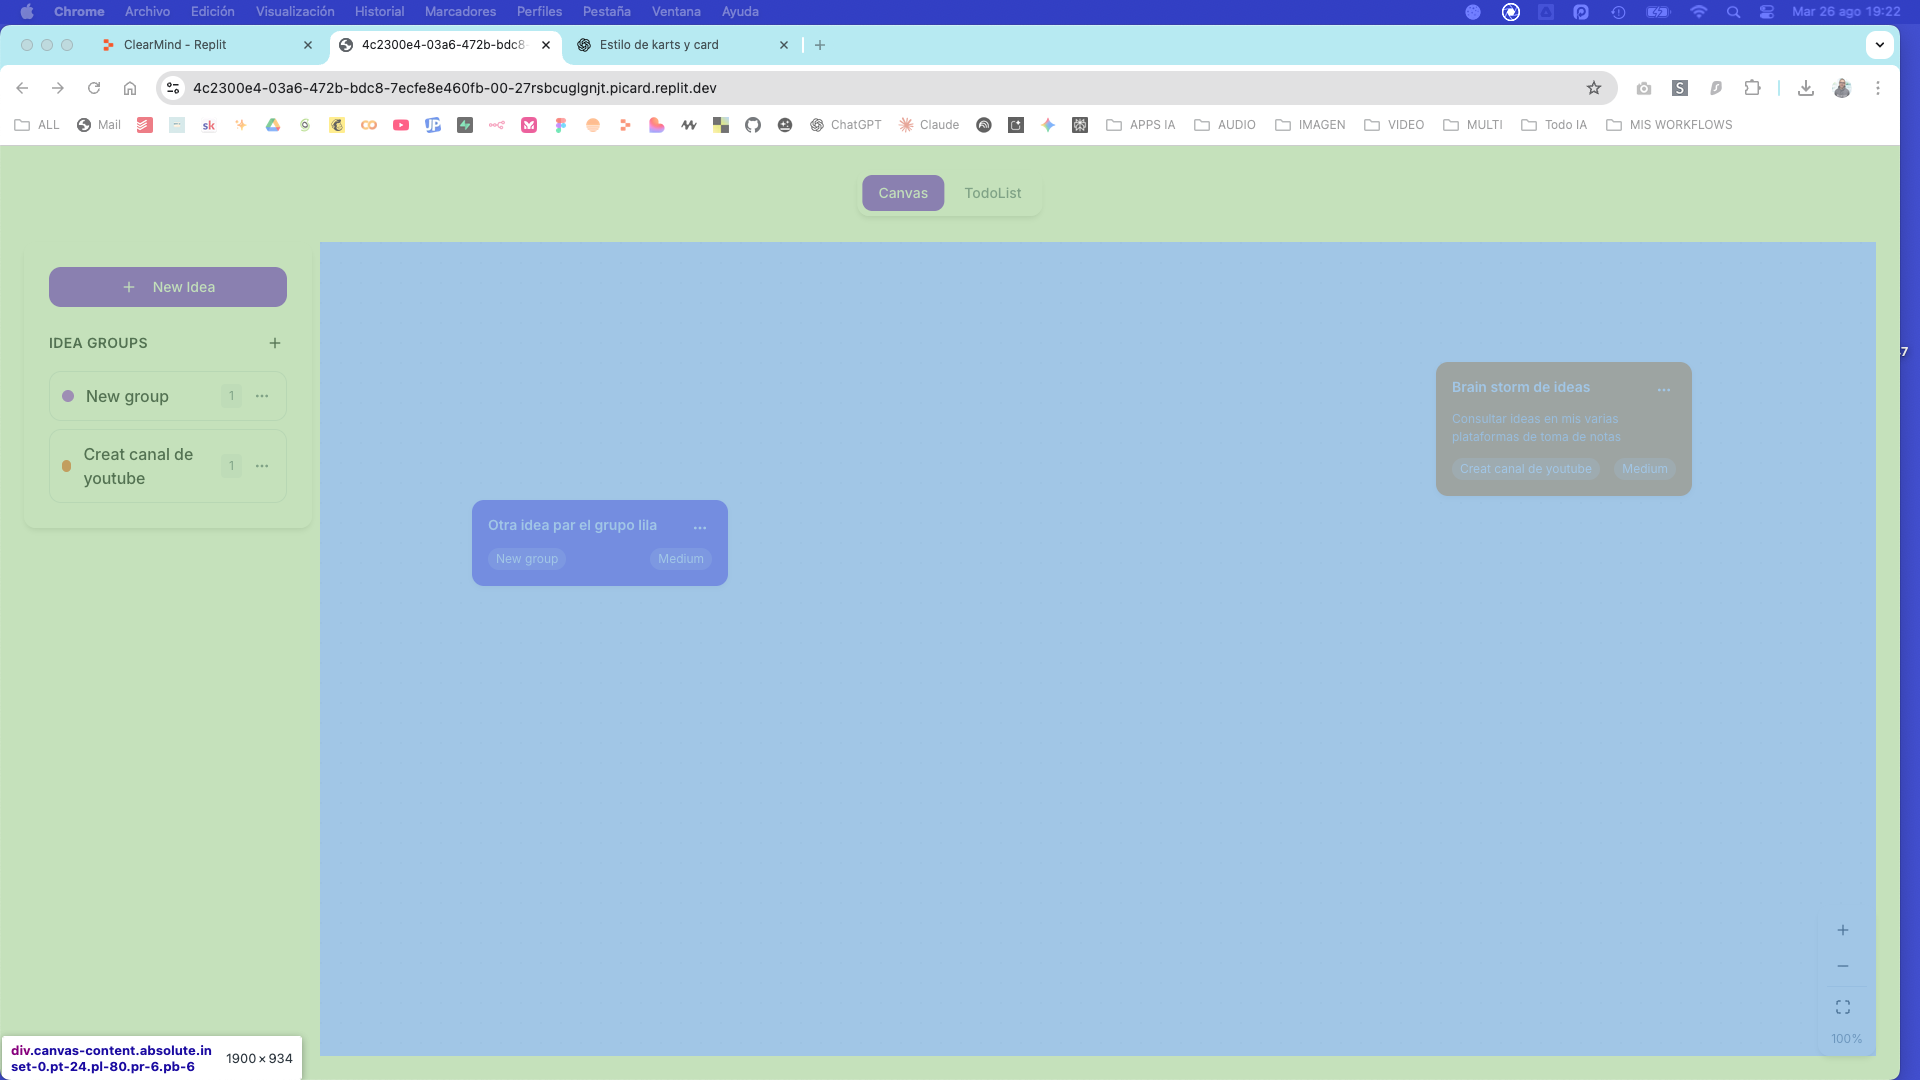 Chrome Archivo Edición Visualización Historial Marcadores Perfiles Pestaña Ventana Ayuda Mar 26 ago 19:22
ClearMind - Replit
4c2300e4-03a6-472b-bdc8-
Estilo de karts y card
4c2300e4-03a6-472b-bdc8-7ecfe8e460fb-00-27rsbcuglgnjt.picard.replit.dev
ALL Mail sk ChatGPT Claude APPS IA AUDIO IMAGEN VIDEO MULTI Todo IA MIS WORKFLOWS
Canvas TodoList
New Idea
IDEA GROUPS
New group 1
Creat canal de
youtube
1
Brain storm de ideas
Consultar ideas en mis varias
plataformas de toma de notas
Creat canal de youtube Medium
Otra idea par el grupo lila
New group Medium
100%
div.canvas-content.absolute.in
set-0.pt-24.pl-80.pr-6.pb-6
1900 × 934